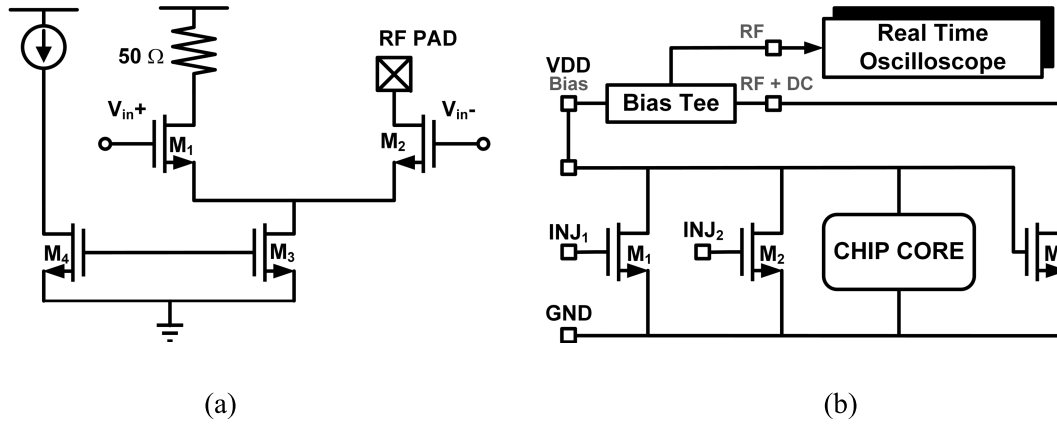 50 Ω
RF PAD
Vin+
Vin-
M1
M2
M4
M3
(a)
RF
Real Time
Oscilloscope
VDD
Bias
Bias Tee
RF + DC
INJ1
M1
INJ2
M2
CHIP CORE
M
GND
(b)